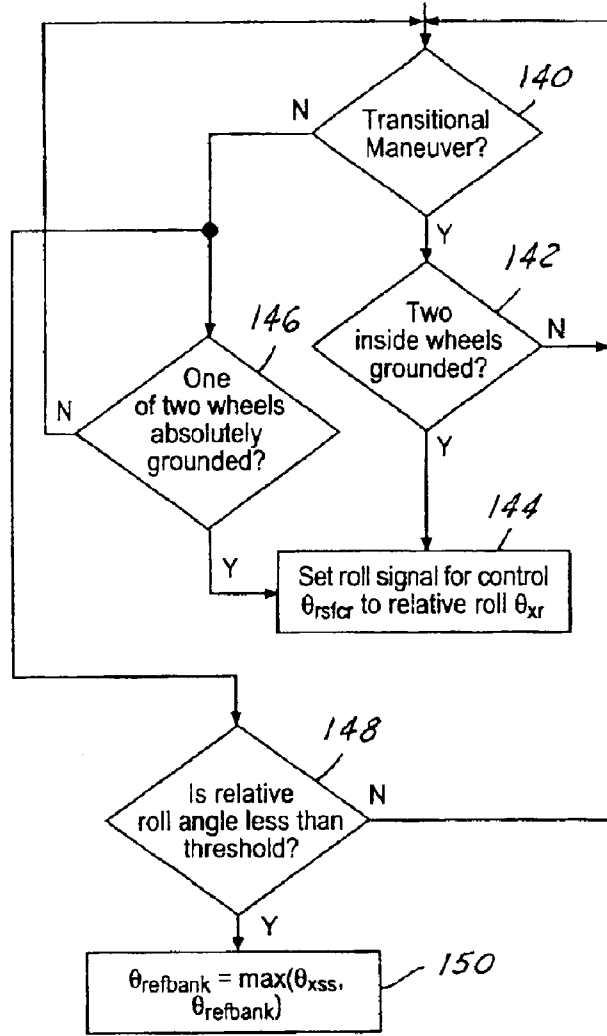 140
N
Transitional
Maneuver?
Y
142
Two
inside wheels
grounded?
N
146
One
of two wheels
absolutely
grounded?
N
Y
Y
144
Set roll signal for control
θrsfcr to relative roll θxr
148
Is relative
roll angle less than
threshold?
N
Y
150
θrefbank = max(θxss,
θrefbank)